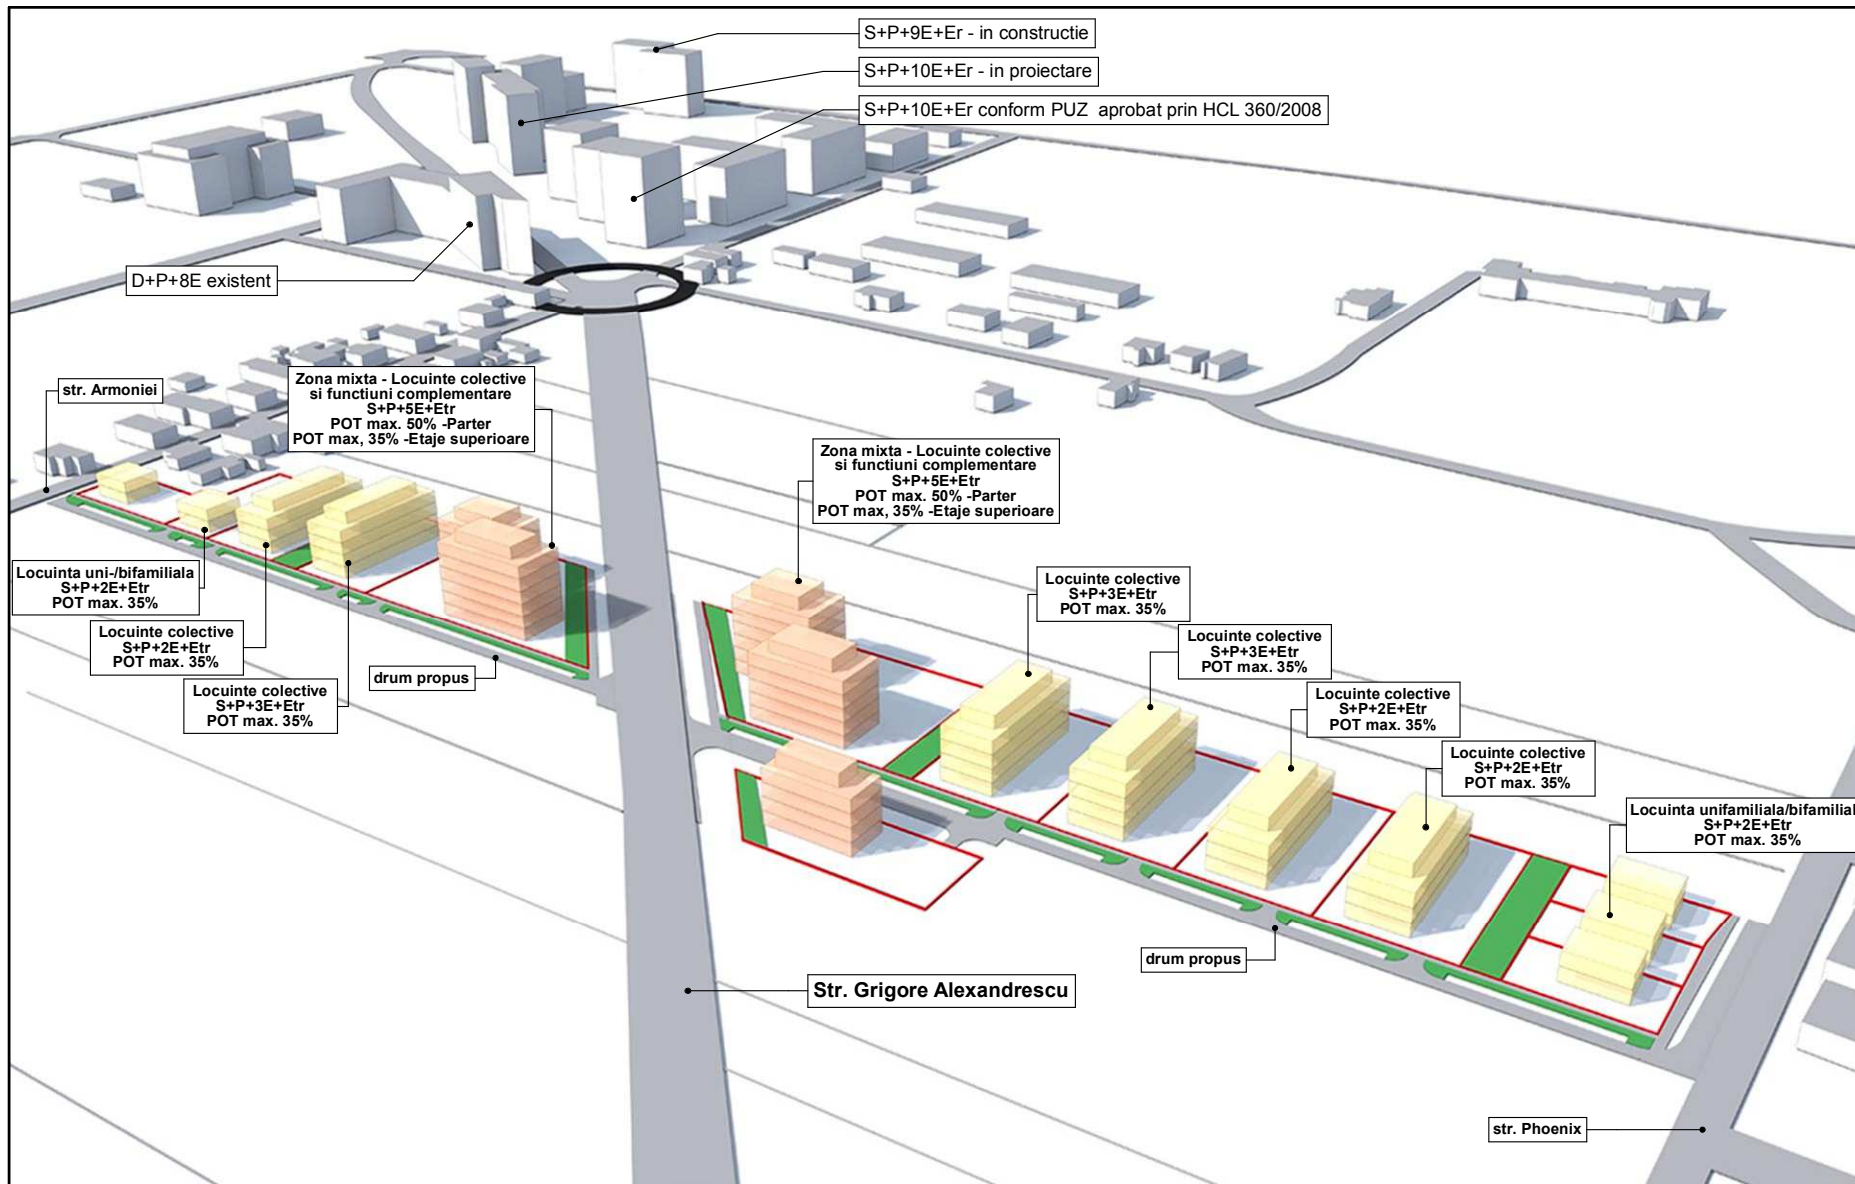 S+P+9E+Er - in constructie
S+P+10E+Er - in proiectare
S+P+10E+Er conform PUZ aprobat prin HCL 360/2008
D+P+8E existent
str. Armoniei
Zona mixta - Locuinte colective
si functiuni complementare
S+P+5E+Etr
POT max. 50% -Parter
POT max, 35% -Etaje superioare
Zona mixta - Locuinte colective
si functiuni complementare
S+P+5E+Etr
POT max. 50% -Parter
POT max, 35% -Etaje superioare
Locuinta uni-/bifamiliala
S+P+2E+Etr
POT max. 35%
Locuinte colective
S+P+2E+Etr
POT max. 35%
Locuinte colective
S+P+3E+Etr
POT max. 35%
drum propus
Locuinte colective
S+P+3E+Etr
POT max. 35%
Locuinte colective
S+P+3E+Etr
POT max. 35%
Locuinte colective
S+P+2E+Etr
POT max. 35%
Locuinte colective
S+P+2E+Etr
POT max. 35%
Locuinta unifamiliala/bifamilial
S+P+2E+Etr
POT max. 35%
drum propus
Str. Grigore Alexandrescu
str. Phoenix